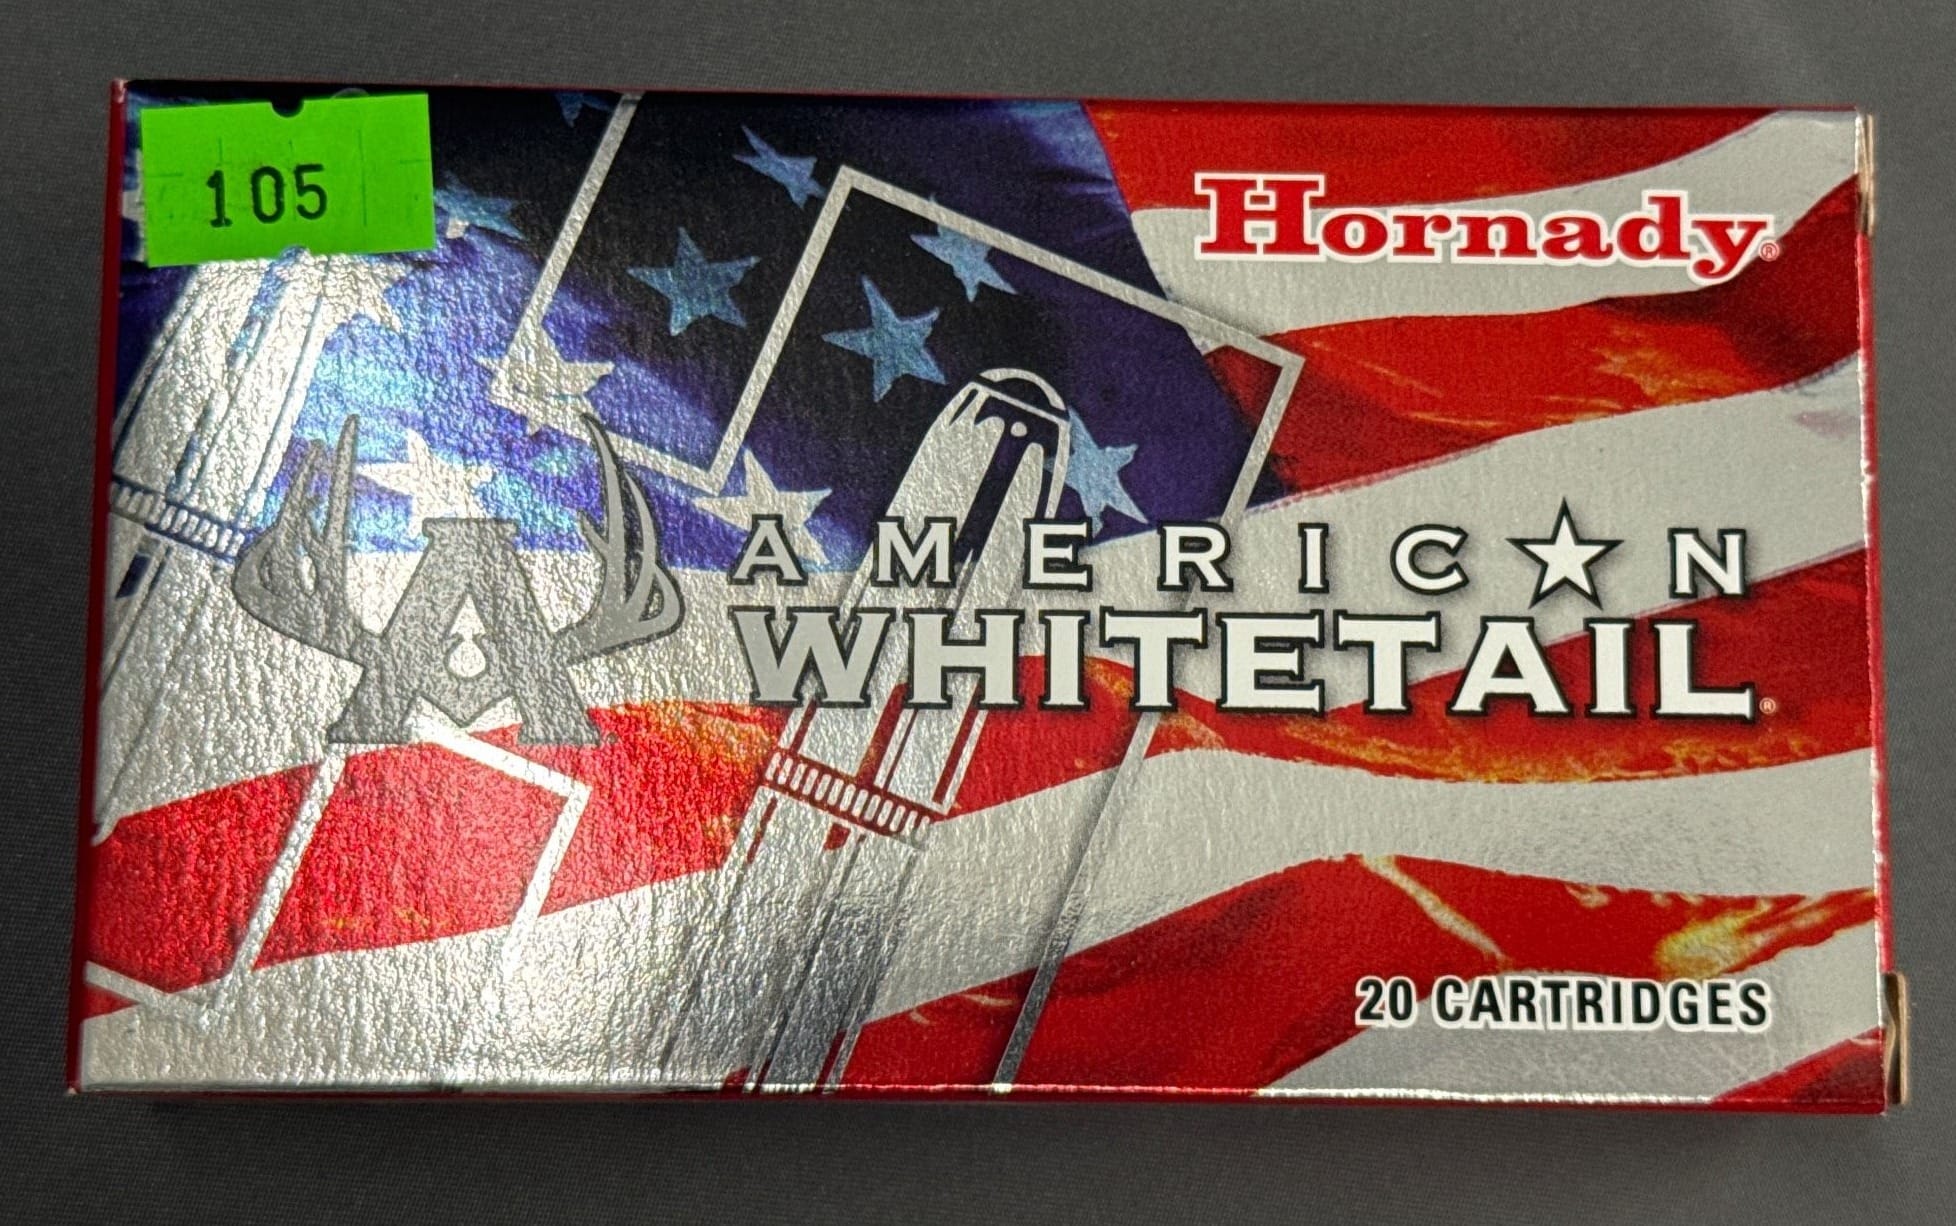 105
Hornady®
AMERIC★N
WHITETAIL®
20 CARTRIDGES